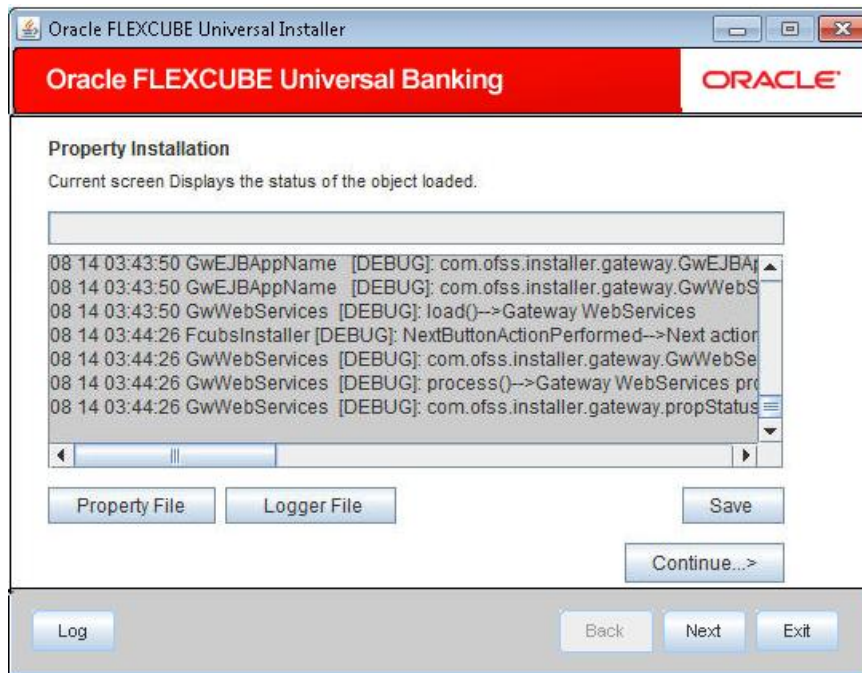 Oracle FLEXCUBE Universal Installer
Oracle FLEXCUBE Universal Banking
ORACLE
Property Installation
Current screen Displays the status of the object loaded.
08 14 03:43:50 GwEJBAppName [DEBUG]: com.ofss.installer.gateway.GwEJBAp
08 14 03:43:50 GwEJBAppName [DEBUG]: com.ofss.installer.gateway.GwWebS
08 14 03:43:50 GwWebServices [DEBUG]: load()-->Gateway WebServices
08 14 03:44:26 FcubsInstaller [DEBUG]: NextButtonActionPerformed-->Next action
08 14 03:44:26 GwWebServices [DEBUG]: com.ofss.installer.gateway.GwWebSe
08 14 03:44:26 GwWebServices [DEBUG]: process()-->Gateway WebServices pro
08 14 03:44:26 GwWebServices [DEBUG]: com.ofss.installer.gateway.propStatus
Property File Logger File Save
Continue...>
Log Back Next Exit